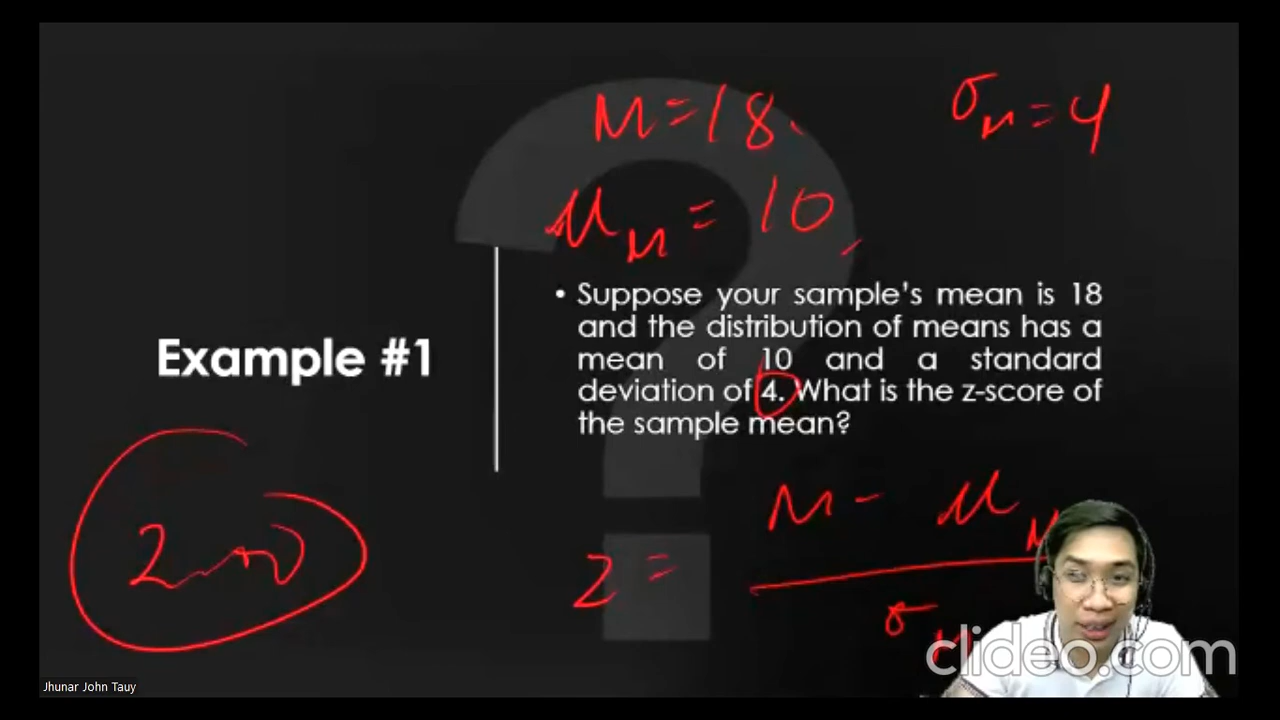 M = 18
σM = 4
μM = 10
• Suppose your sample's mean is 18
and the distribution of means has a
mean of 10 and a standard
deviation of 4. What is the z-score of
the sample mean?
Example #1
M - μM
z =
σM
clideo.com
Jhunar John Tauy